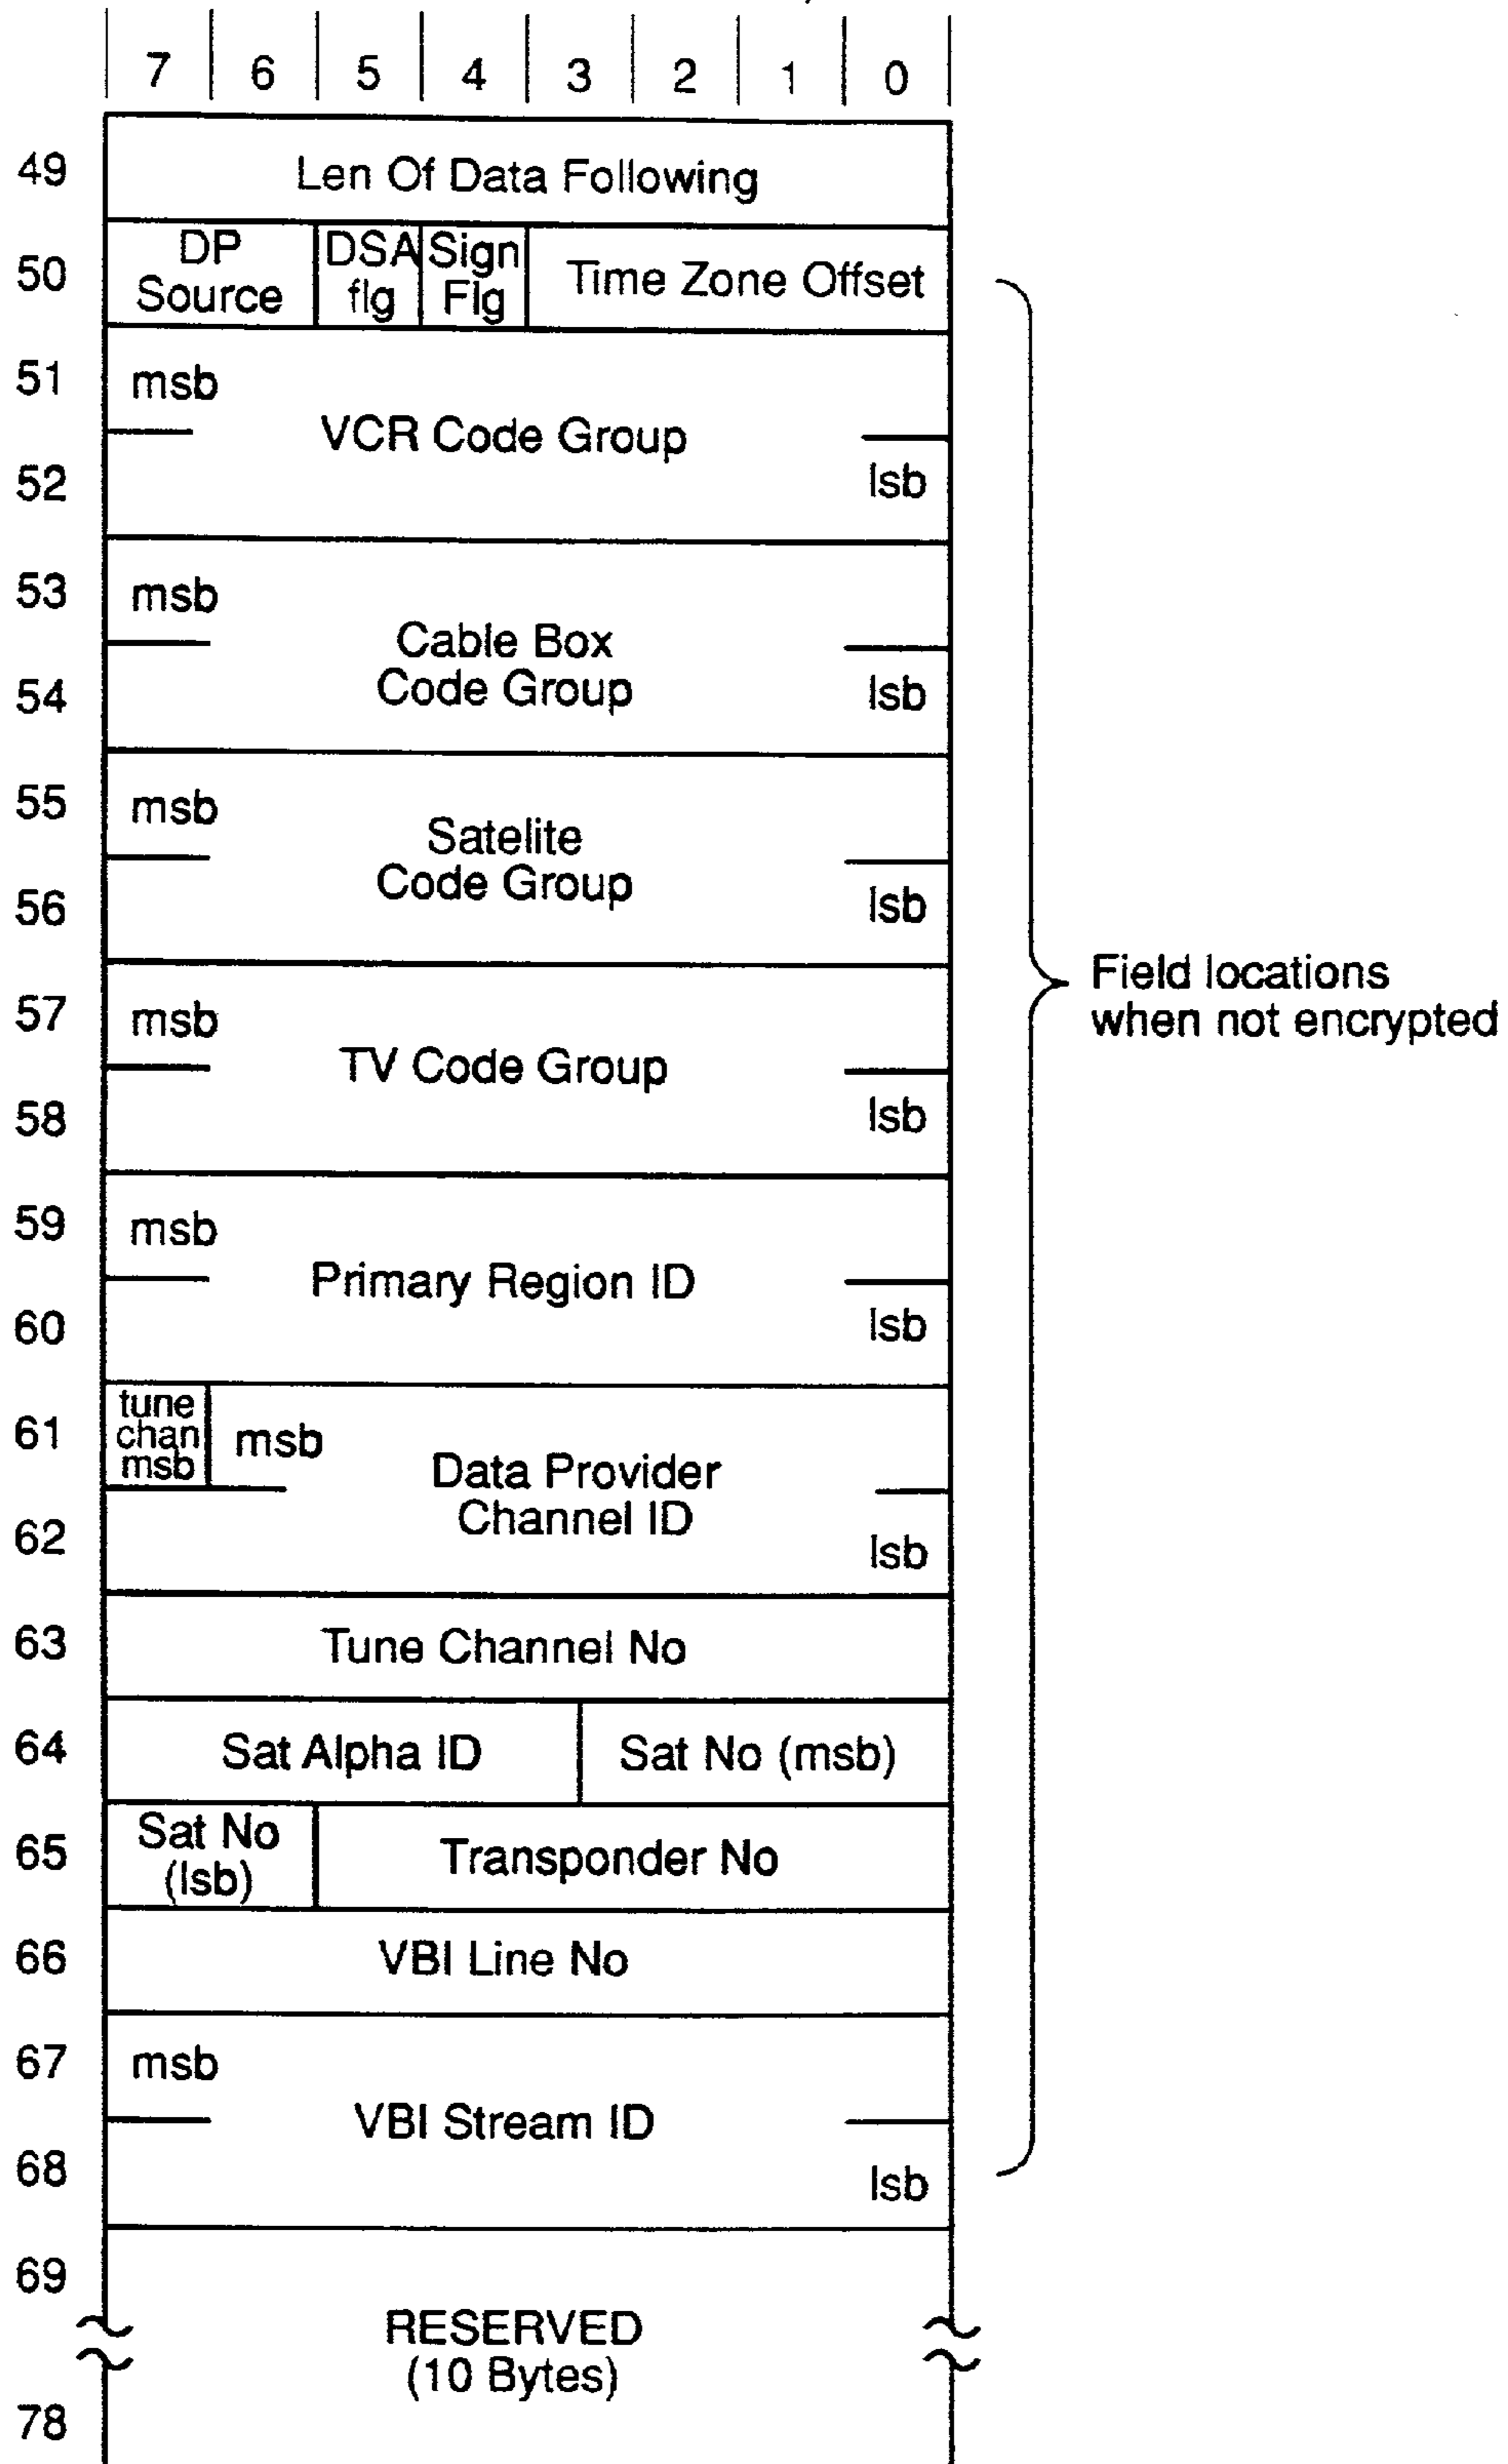 7 6 5 4 3 2 1 0
49 Len Of Data Following
50 DP Source DSA flg Sign Flg Time Zone Offset
51 msb
VCR Code Group
52 lsb
53 msb
Cable Box
Code Group
54 lsb
55 msb
Satelite
Code Group
56 lsb
Field locations
when not encrypted
57 msb
TV Code Group
58 lsb
59 msb
Primary Region ID
60 lsb
61 tune chan msb msb
Data Provider
Channel ID
62 lsb
63 Tune Channel No
64 Sat Alpha ID Sat No (msb)
65 Sat No (lsb) Transponder No
66 VBI Line No
67 msb
VBI Stream ID
68 lsb
69
RESERVED
(10 Bytes)
78